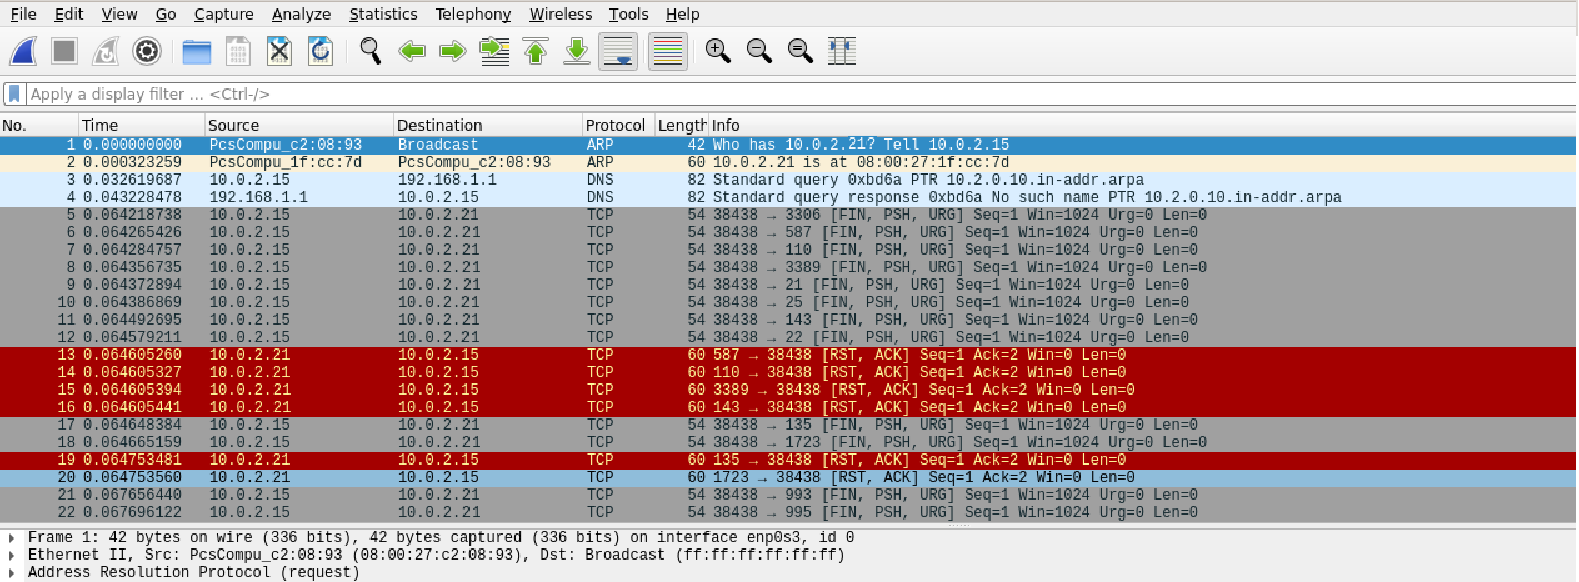 File Edit View Go Capture Analyze Statistics Telephony Wireless Tools Help
Apply a display filter ... <Ctrl-/>
No. Time Source Destination Protocol Length Info
1 0.000000000 PcsCompu_c2:08:93 Broadcast ARP 42 Who has 10.0.2.21? Tell 10.0.2.15
2 0.000323259 PcsCompu_1f:cc:7d PcsCompu_c2:08:93 ARP 60 10.0.2.21 is at 08:00:27:1f:cc:7d
3 0.032619687 10.0.2.15 192.168.1.1 DNS 82 Standard query 0xbd6a PTR 10.2.0.10.in-addr.arpa
4 0.043228478 192.168.1.1 10.0.2.15 DNS 82 Standard query response 0xbd6a No such name PTR 10.2.0.10.in-addr.arpa
5 0.064218738 10.0.2.15 10.0.2.21 TCP 54 38438 → 3306 [FIN, PSH, URG] Seq=1 Win=1024 Urg=0 Len=0
6 0.064265426 10.0.2.15 10.0.2.21 TCP 54 38438 → 587 [FIN, PSH, URG] Seq=1 Win=1024 Urg=0 Len=0
7 0.064284757 10.0.2.15 10.0.2.21 TCP 54 38438 → 110 [FIN, PSH, URG] Seq=1 Win=1024 Urg=0 Len=0
8 0.064356735 10.0.2.15 10.0.2.21 TCP 54 38438 → 3389 [FIN, PSH, URG] Seq=1 Win=1024 Urg=0 Len=0
9 0.064372894 10.0.2.15 10.0.2.21 TCP 54 38438 → 21 [FIN, PSH, URG] Seq=1 Win=1024 Urg=0 Len=0
10 0.064386869 10.0.2.15 10.0.2.21 TCP 54 38438 → 25 [FIN, PSH, URG] Seq=1 Win=1024 Urg=0 Len=0
11 0.064492695 10.0.2.15 10.0.2.21 TCP 54 38438 → 143 [FIN, PSH, URG] Seq=1 Win=1024 Urg=0 Len=0
12 0.064579211 10.0.2.15 10.0.2.21 TCP 54 38438 → 22 [FIN, PSH, URG] Seq=1 Win=1024 Urg=0 Len=0
13 0.064605260 10.0.2.21 10.0.2.15 TCP 60 587 → 38438 [RST, ACK] Seq=1 Ack=2 Win=0 Len=0
14 0.064605327 10.0.2.21 10.0.2.15 TCP 60 110 → 38438 [RST, ACK] Seq=1 Ack=2 Win=0 Len=0
15 0.064605394 10.0.2.21 10.0.2.15 TCP 60 3389 → 38438 [RST, ACK] Seq=1 Ack=2 Win=0 Len=0
16 0.064605441 10.0.2.21 10.0.2.15 TCP 60 143 → 38438 [RST, ACK] Seq=1 Ack=2 Win=0 Len=0
17 0.064648384 10.0.2.15 10.0.2.21 TCP 54 38438 → 135 [FIN, PSH, URG] Seq=1 Win=1024 Urg=0 Len=0
18 0.064665159 10.0.2.15 10.0.2.21 TCP 54 38438 → 1723 [FIN, PSH, URG] Seq=1 Win=1024 Urg=0 Len=0
19 0.064753481 10.0.2.21 10.0.2.15 TCP 60 135 → 38438 [RST, ACK] Seq=1 Ack=2 Win=0 Len=0
20 0.064753560 10.0.2.21 10.0.2.15 TCP 60 1723 → 38438 [RST, ACK] Seq=1 Ack=2 Win=0 Len=0
21 0.067656440 10.0.2.15 10.0.2.21 TCP 54 38438 → 993 [FIN, PSH, URG] Seq=1 Win=1024 Urg=0 Len=0
22 0.067696122 10.0.2.15 10.0.2.21 TCP 54 38438 → 995 [FIN, PSH, URG] Seq=1 Win=1024 Urg=0 Len=0
Frame 1: 42 bytes on wire (336 bits), 42 bytes captured (336 bits) on interface enp0s3, id 0
Ethernet II, Src: PcsCompu_c2:08:93 (08:00:27:c2:08:93), Dst: Broadcast (ff:ff:ff:ff:ff:ff)
Address Resolution Protocol (request)